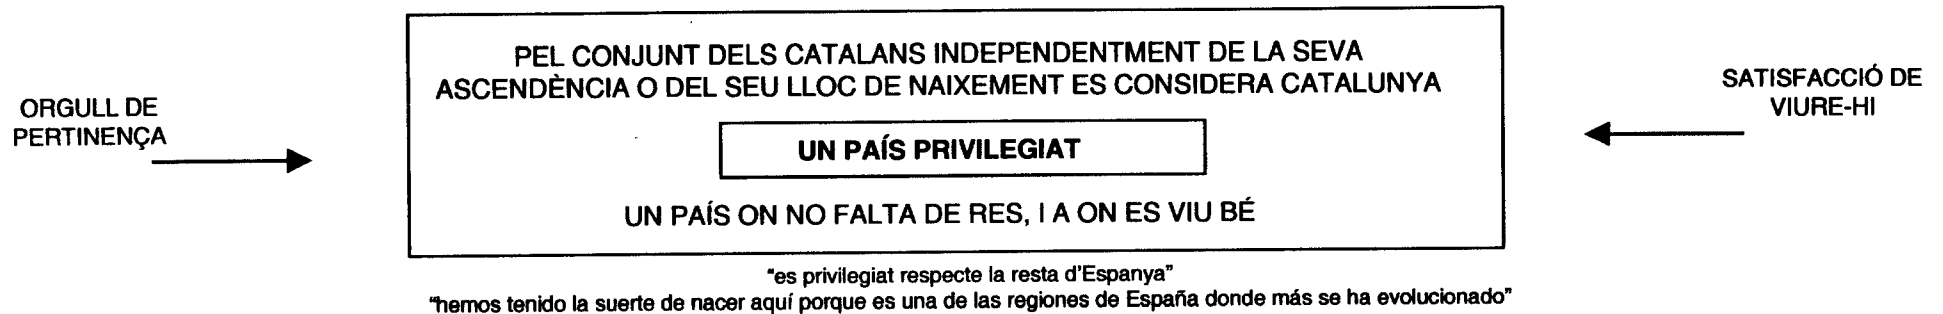 PEL CONJUNT DELS CATALANS INDEPENDENTMENT DE LA SEVA
ASCENDÈNCIA O DEL SEU LLOC DE NAIXEMENT ES CONSIDERA CATALUNYA
ORGULL DE
PERTINENÇA
UN PAÍS PRIVILEGIAT
SATISFACCIÓ DE
VIURE-HI
UN PAÍS ON NO FALTA DE RES, I A ON ES VIU BÉ
"es privilegiat respecte la resta d'Espanya"
"hemos tenido la suerte de nacer aquí porque es una de las regiones de España donde más se ha evolucionado"